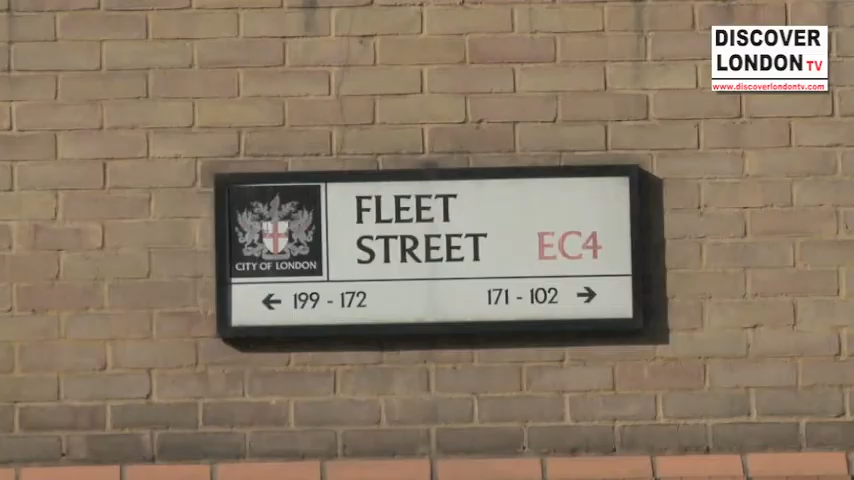 DISCOVER
LONDON TV
www.discoverlondontv.com
FLEET
STREET EC4
CITY OF LONDON
← 199 - 172 171 - 102 →